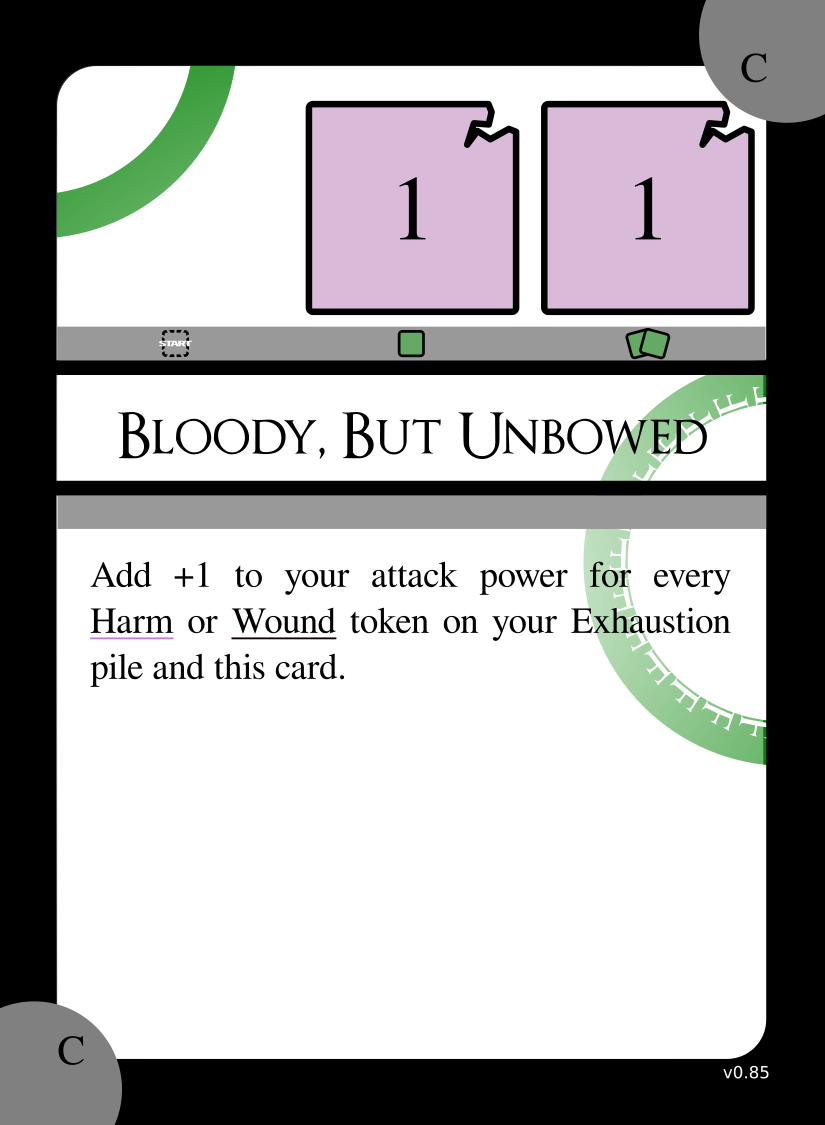 C
1 1
START
Bloody, But Unbowed
Add +1 to your attack power for every
Harm or Wound token on your Exhaustion
pile and this card.
C
v0.85